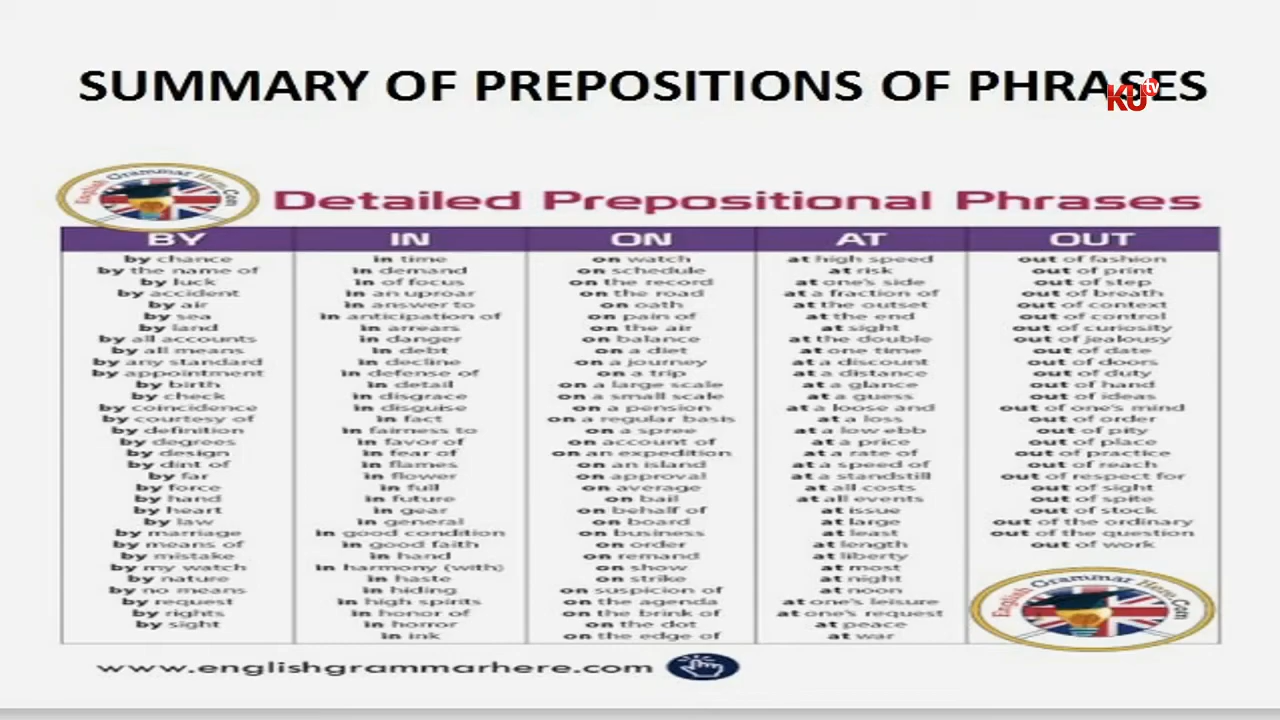 SUMMARY OF PREPOSITIONS OF PHRASES
KU tv
English Grammar Here.Com
Detailed Prepositional Phrases
BY
by chance
by the name of
by luck
by accident
by air
by sea
by land
by all accounts
by all means
by any standard
by appointment
by birth
by check
by coincidence
by courtesy of
by definition
by degrees
by design
by dint of
by far
by force
by hand
by heart
by law
by marriage
by means of
by mistake
by my watch
by nature
by no means
by request
by rights
by sight
IN
in time
in demand
in of focus
in an uproar
in answer to
in anticipation of
in arrears
in danger
in debt
in decline
in defense of
in detail
in disgrace
in disguise
in fact
in fairness to
in favor of
in fear of
in flames
in flower
in full
in future
in gear
in general
in good condition
in good faith
in hand
in harmony (with)
in haste
in hiding
in high spirits
in honor of
in horror
in ink
ON
on watch
on schedule
on the record
on the road
on oath
on pain of
on the air
on balance
on a diet
on a journey
on a trip
on a large scale
on a small scale
on a pension
on a regular basis
on a spree
on account of
on an expedition
on an island
on approval
on average
on bail
on behalf of
on board
on business
on order
on remand
on show
on strike
on suspicion of
on the agenda
on the brink of
on the dot
on the edge of
AT
at high speed
at risk
at one's side
at a fraction of
at the outset
at the end
at sight
at the double
at one time
at a discount
at a distance
at a glance
at a guess
at a loose and
at a loss
at a low ebb
at a price
at a rate of
at a speed of
at a standstill
at all costs
at all events
at issue
at large
at least
at length
at liberty
at most
at night
at noon
at one's leisure
at one's request
at peace
at war
OUT
out of fashion
out of print
out of step
out of breath
out of context
out of control
out of curiosity
out of jealousy
out of date
out of doors
out of duty
out of hand
out of ideas
out of one's mind
out of order
out of pity
out of place
out of practice
out of reach
out of respect for
out of sight
out of spite
out of stock
out of the ordinary
out of the question
out of work
English Grammar Here.Com
www.englishgrammarhere.com